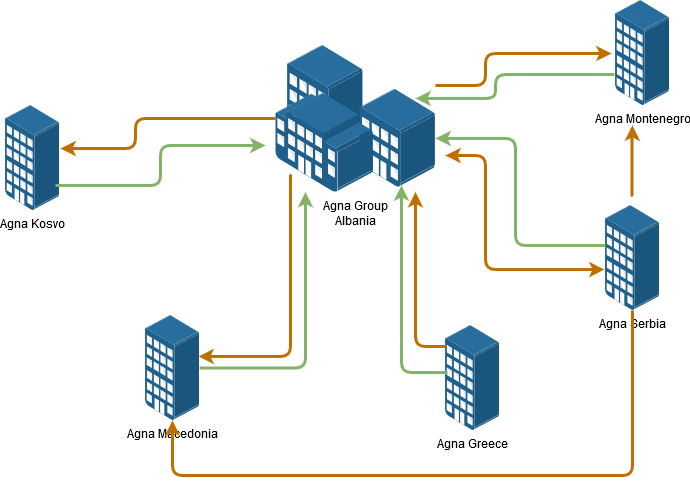 Agna Montenegro
Agna Group
Albania
Agna Kosvo
Agna Serbia
Agna Macedonia
Agna Greece